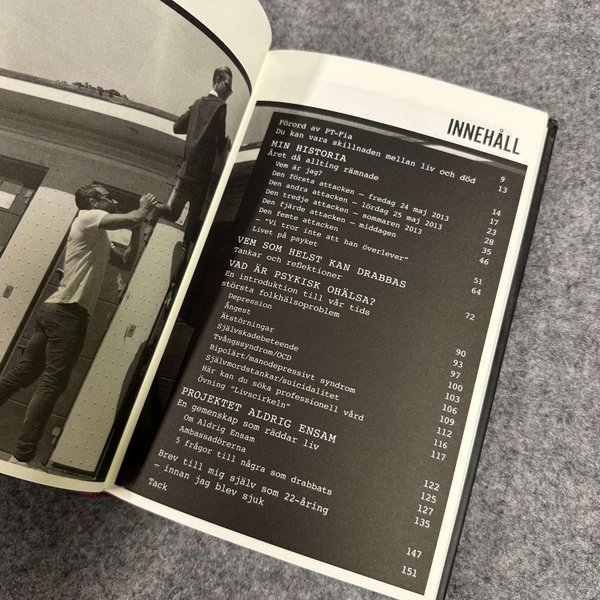 INNEHÅLL
Förord av PT-Fia 9
Du kan vara skillnaden mellan liv och död 13
MIN HISTORIA
Året då allting rämnade 14
Vem är jag? 17
Den första attacken – fredag 24 maj 2013 23
Den andra attacken – lördag 25 maj 2013 28
Den tredje attacken – sommaren 2013 35
Den fjärde attacken – middagen 46
Den femte attacken
– "Vi tror inte att han överlever" 51
Livet på psyket 64
VEM SOM HELST KAN DRABBAS
Tankar och reflektioner 72
VAD ÄR PSYKISK OHÄLSA?
En introduktion till vår tids
största folkhälsoproblem 90
Depression 93
Ångest 97
Ätstörningar 100
Självskadebeteende 103
Tvångssyndrom/OCD 106
Bipolärt/manodepressivt syndrom 109
Självmordstankar/suicidalitet 112
Här kan du söka professionell vård 116
Övning "Livscirkeln" 117
PROJEKTET ALDRIG ENSAM
En gemenskap som räddar liv 122
Om Aldrig Ensam 125
Ambassadörerna 127
5 frågor till några som drabbats 135
Brev till mig själv som 22-åring
– innan jag blev sjuk 147
Tack 151